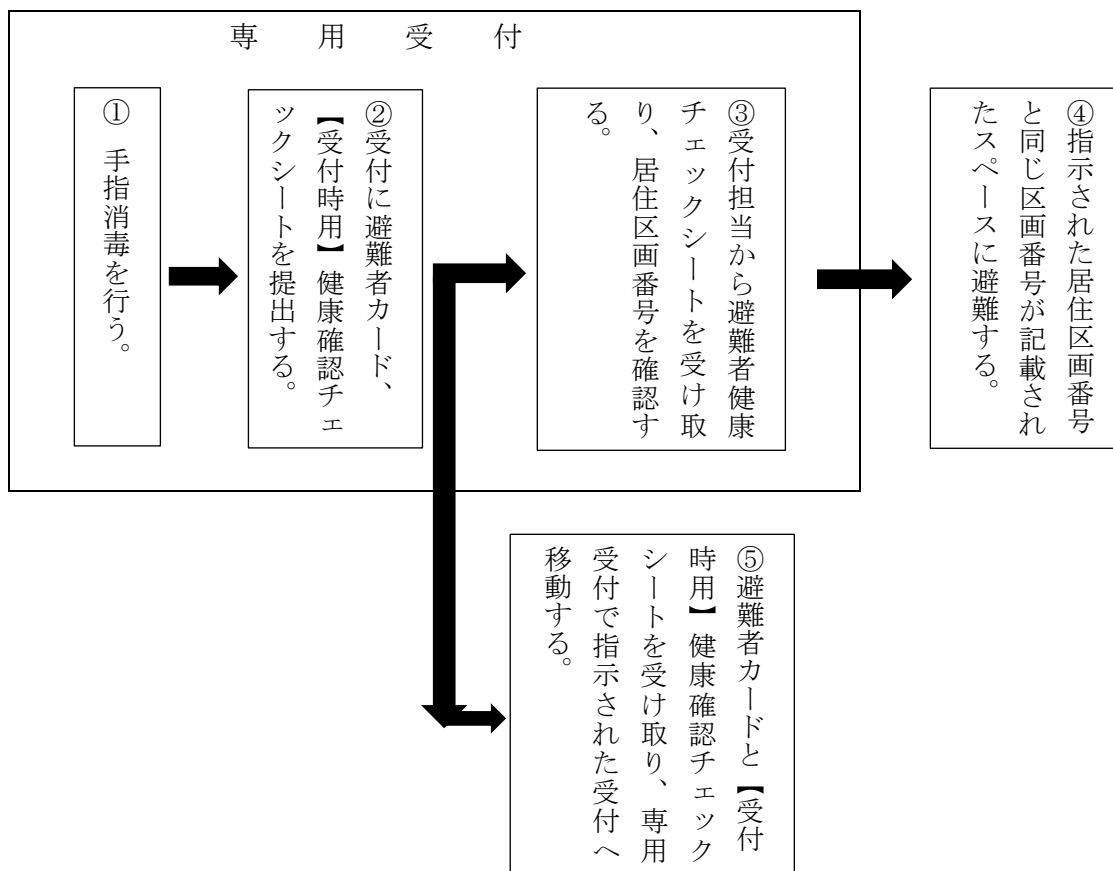 専用受付
① 手指消毒を行う。
②受付に避難者カード、
【受付時用】健康確認チェ
ックシートを提出する。
③受付担当から避難者健康
チェックシートを受け取
り、居住区画番号を確認す
る。
④指示された居住区画番号
と同じ区画番号が記載され
たスペースに避難する。
⑤避難者カードと【受付
時用】健康確認チェック
シートを受け取り、専用
受付で指示された受付へ
移動する。